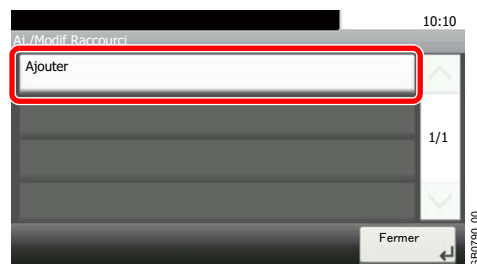 10:10
Aj./Modif Raccourci
Ajouter
1/1
Fermer
GB0790_00